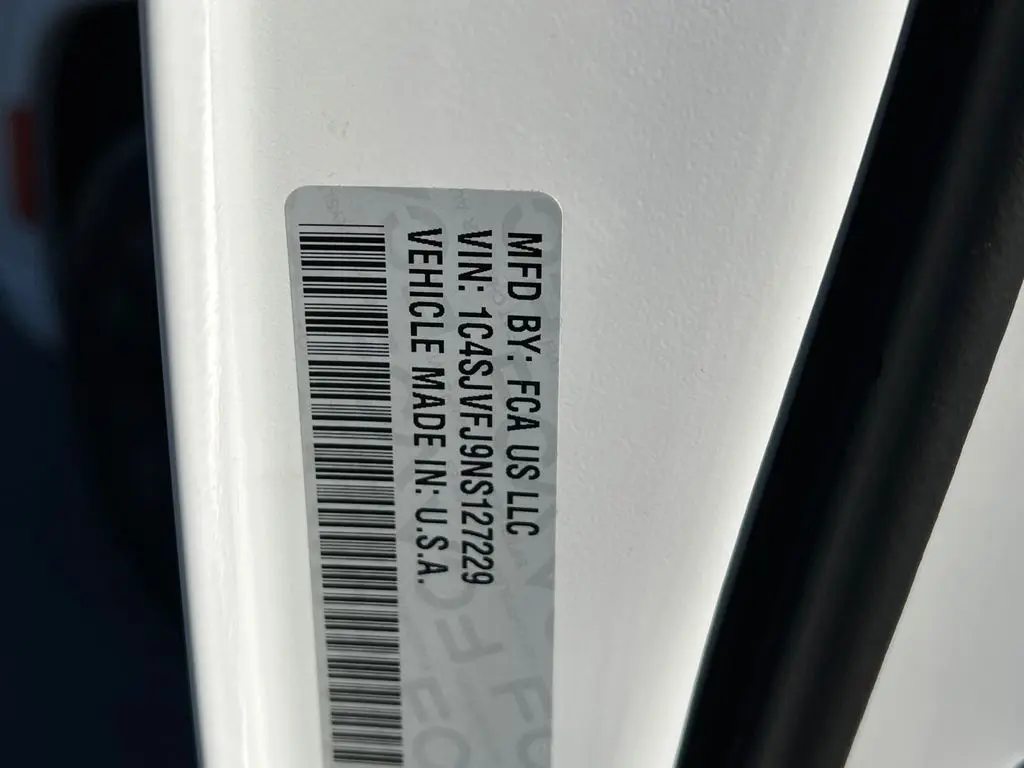 MFD BY: FCA US LLC
VIN: 1C4SJVFJ9NS127229
VEHICLE MADE IN: U.S.A.